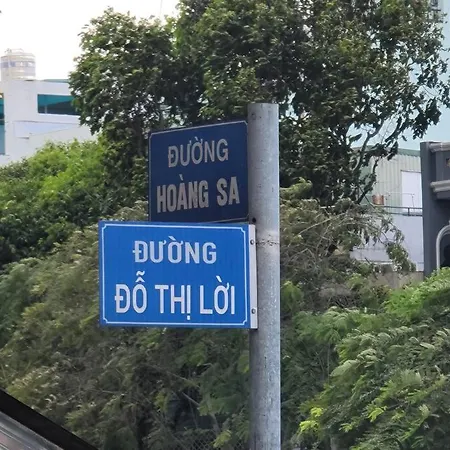 ĐƯỜNG
HOÀNG SA
ĐƯỜNG
ĐỖ THỊ LỜI